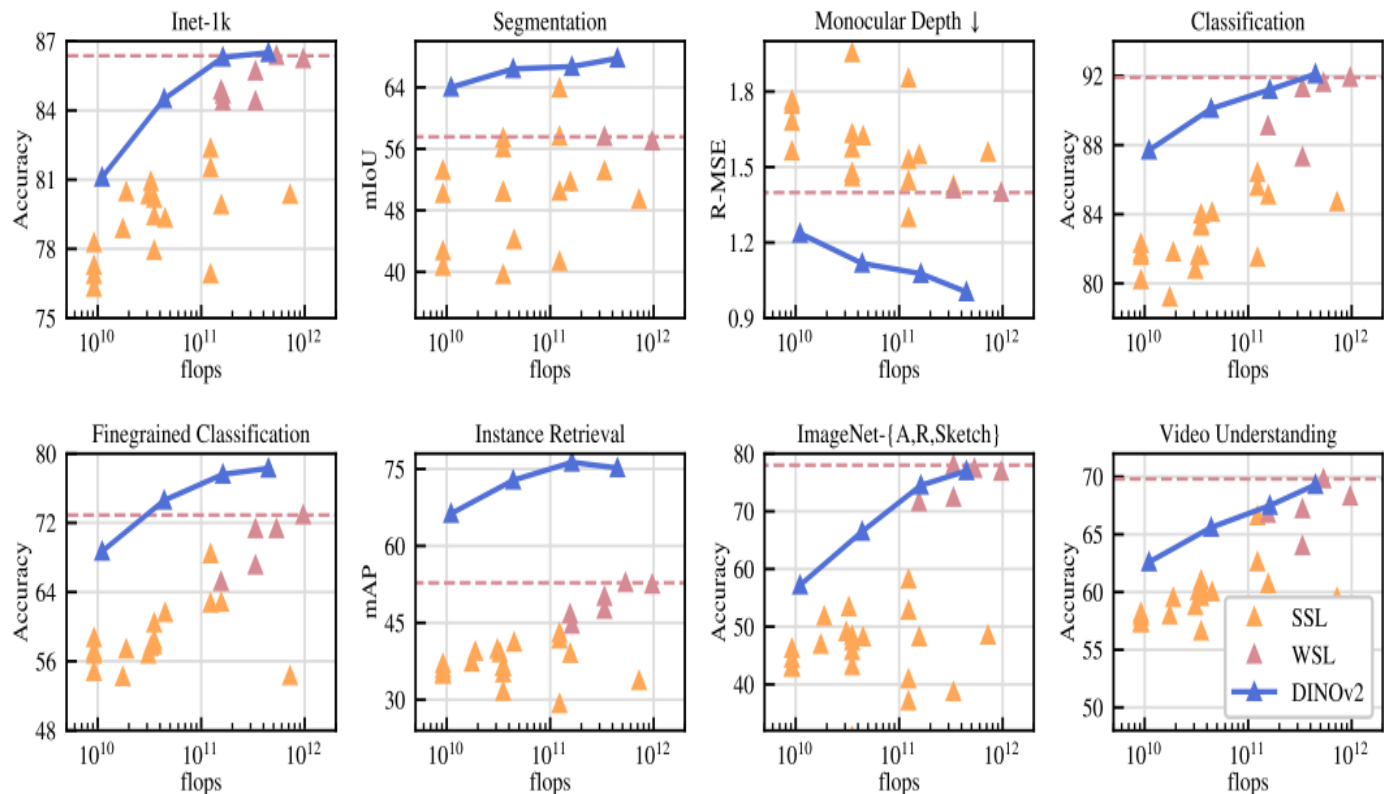 Inet-1k
Accuracy
87
84
81
78
75
10^10
10^11
10^12
flops
Segmentation
mIoU
64
56
48
40
10^10
10^11
10^12
flops
Monocular Depth ↓
R-MSE
1.8
1.5
1.2
0.9
10^10
10^11
10^12
flops
Classification
Accuracy
92
88
84
80
10^10
10^11
10^12
flops
Finegrained Classification
Accuracy
80
72
64
56
48
10^10
10^11
10^12
flops
Instance Retrieval
mAP
75
60
45
30
10^10
10^11
10^12
flops
ImageNet-{A,R,Sketch}
Accuracy
80
70
60
50
40
10^10
10^11
10^12
flops
Video Understanding
Accuracy
70
65
60
55
50
10^10
10^11
10^12
flops
SSL
WSL
DINOv2